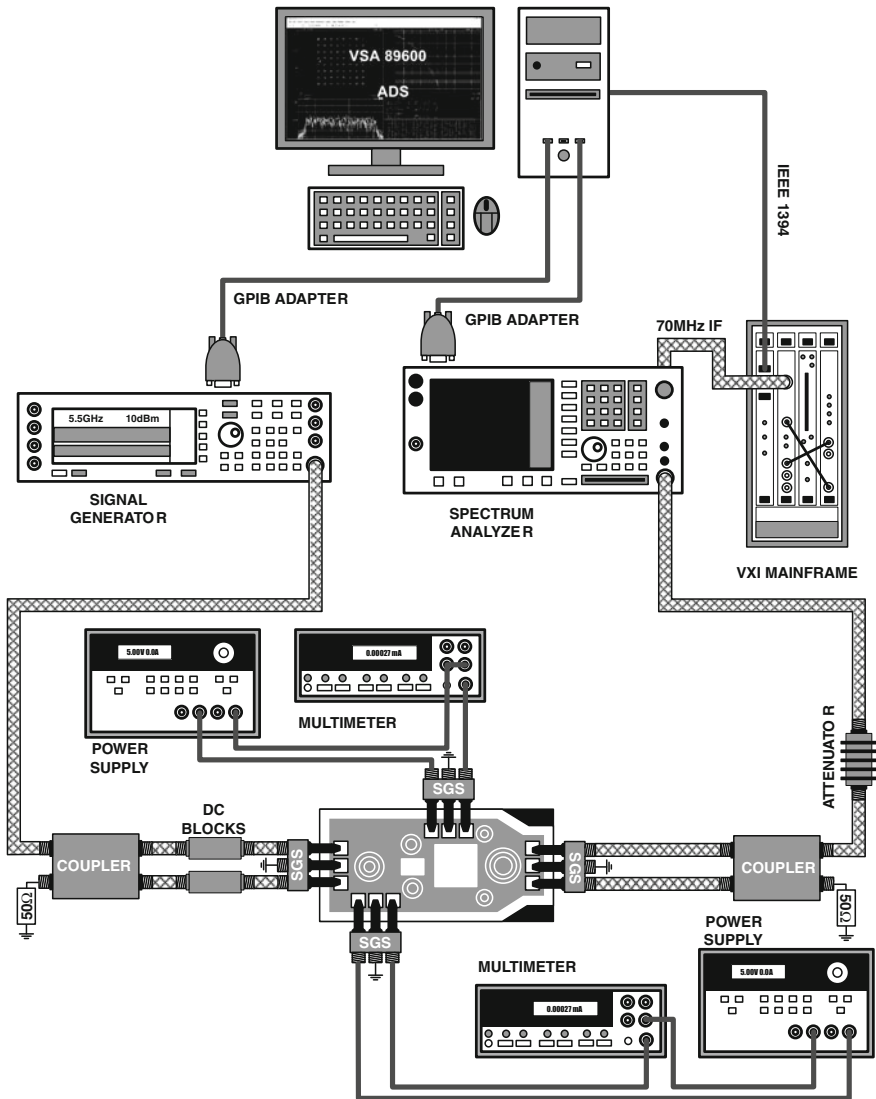 VSA 89600
ADS
IEEE 1394
GPIB ADAPTER
GPIB ADAPTER
70MHz IF
5.5GHz 10dBm
SIGNAL
GENERATOR
SPECTRUM
ANALYZER
VXI MAINFRAME
5.00V 0.0A
0.00027 mA
MULTIMETER
POWER
SUPPLY
ATTENUATOR
SGS
DC
BLOCKS
COUPLER
SGS
SGS
COUPLER
50Ω
50Ω
SGS
POWER
SUPPLY
MULTIMETER
5.00V 0.0A
0.00027 mA